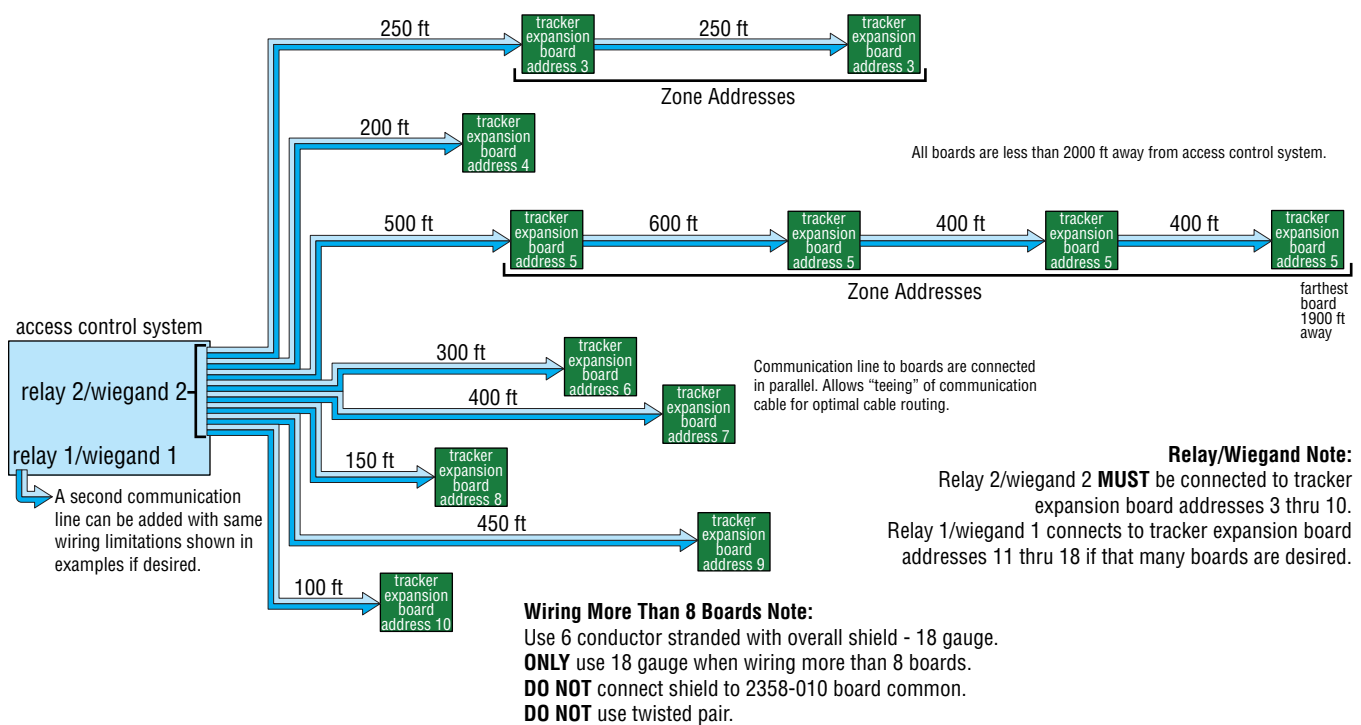 250 ft
tracker
expansion
board
address 3
250 ft
tracker
expansion
board
address 3
Zone Addresses
200 ft
tracker
expansion
board
address 4
All boards are less than 2000 ft away from access control system.
500 ft
tracker
expansion
board
address 5
600 ft
tracker
expansion
board
address 5
400 ft
tracker
expansion
board
address 5
400 ft
tracker
expansion
board
address 5
Zone Addresses
farthest
board
1900 ft
away
access control system
relay 2/wiegand 2
relay 1/wiegand 1
A second communication
line can be added with same
wiring limitations shown in
examples if desired.
300 ft
tracker
expansion
board
address 6
400 ft
tracker
expansion
board
address 7
Communication line to boards are connected
in parallel. Allows “teeing” of communication
cable for optimal cable routing.
150 ft
tracker
expansion
board
address 8
450 ft
tracker
expansion
board
address 9
100 ft
tracker
expansion
board
address 10
Relay/Wiegand Note:
Relay 2/wiegand 2 MUST be connected to tracker
expansion board addresses 3 thru 10.
Relay 1/wiegand 1 connects to tracker expansion board
addresses 11 thru 18 if that many boards are desired.
Wiring More Than 8 Boards Note:
Use 6 conductor stranded with overall shield - 18 gauge.
ONLY use 18 gauge when wiring more than 8 boards.
DO NOT connect shield to 2358-010 board common.
DO NOT use twisted pair.